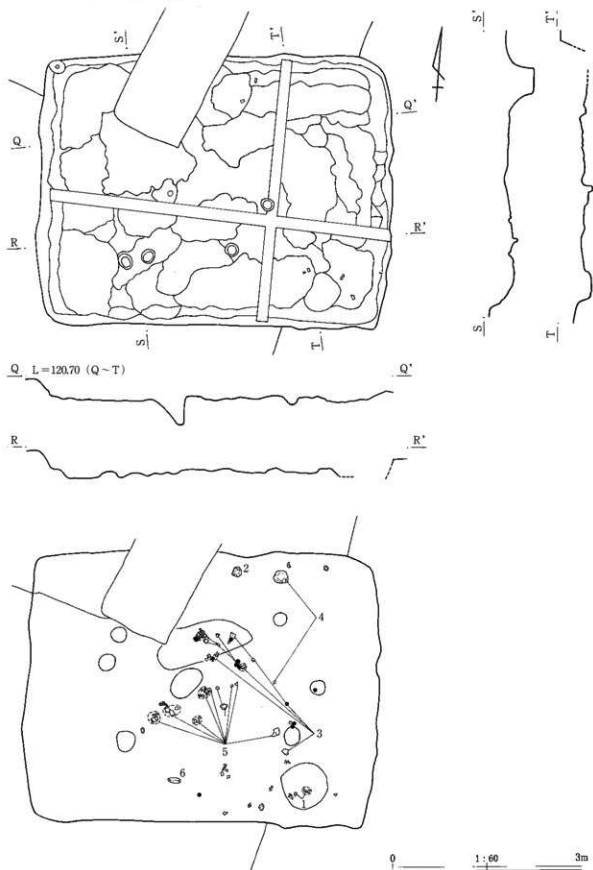 S'
T'
Q'
Q
R'
R
S
T
S'
T'
S
T
Q L＝120.70 (Q～T) Q'
R R'
2
4
3
5
6
1
0 1：60 3m